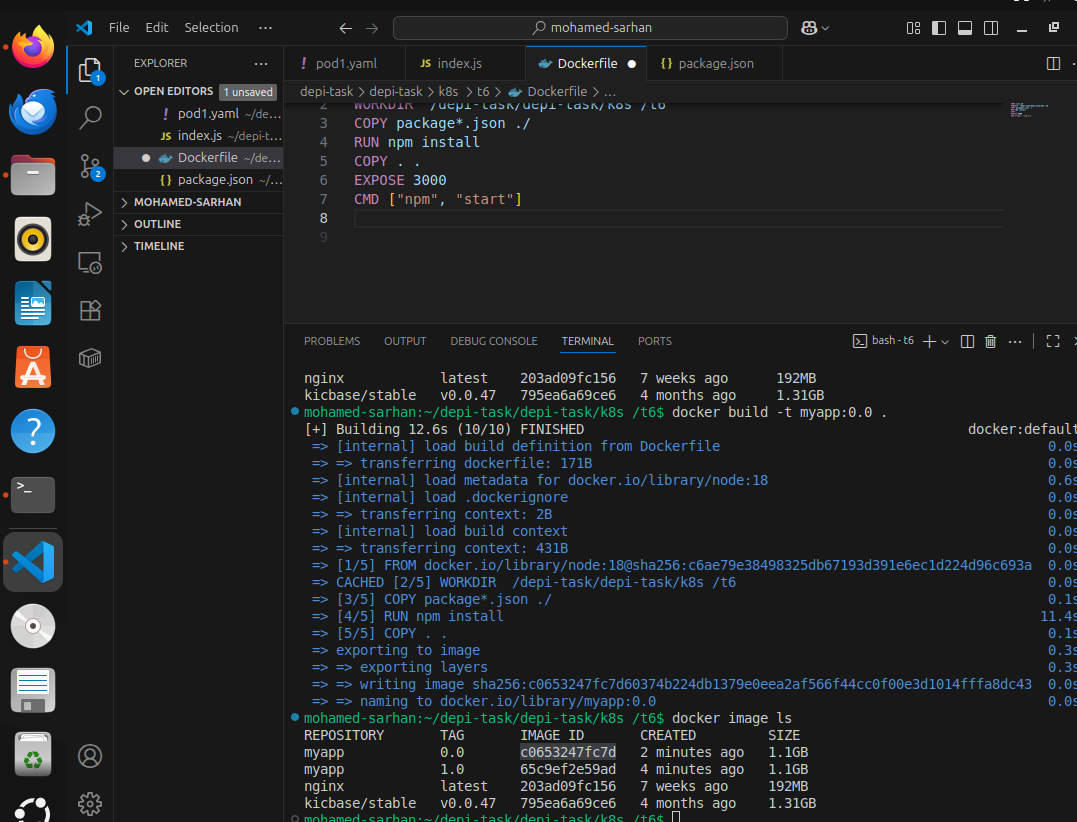 File Edit Selection ··· mohamed-sarhan
EXPLORER ···
OPEN EDITORS 1 unsaved
! pod1.yaml ~/de...
JS index.js ~/depi-t...
Dockerfile ~/de...
{} package.json ~/...
MOHAMED-SARHAN
OUTLINE
TIMELINE
1
2
! pod1.yaml JS index.js Dockerfile {} package.json
depi-task > depi-task > k8s > t6 > Dockerfile > ...
2 WORKDIR /depi-task/depi-task/k8s /t6
3 COPY package*.json ./
4 RUN npm install
5 COPY . .
6 EXPOSE 3000
7 CMD ["npm", "start"]
8
9
PROBLEMS OUTPUT DEBUG CONSOLE TERMINAL PORTS bash - t6
nginx latest 203ad09fc156 7 weeks ago 192MB
kicbase/stable v0.0.47 795ea6a69ce6 4 months ago 1.31GB
mohamed-sarhan:~/depi-task/depi-task/k8s /t6$ docker build -t myapp:0.0 .
[+] Building 12.6s (10/10) FINISHED docker:default
=> [internal] load build definition from Dockerfile 0.0s
=> => transferring dockerfile: 171B 0.0s
=> [internal] load metadata for docker.io/library/node:18 0.6s
=> [internal] load .dockerignore 0.0s
=> => transferring context: 2B 0.0s
=> [internal] load build context 0.0s
=> => transferring context: 431B 0.0s
=> [1/5] FROM docker.io/library/node:18@sha256:c6ae79e38498325db67193d391e6ec1d224d96c693a 0.0s
=> CACHED [2/5] WORKDIR /depi-task/depi-task/k8s /t6 0.0s
=> [3/5] COPY package*.json ./ 0.1s
=> [4/5] RUN npm install 11.4s
=> [5/5] COPY . . 0.1s
=> exporting to image 0.3s
=> => exporting layers 0.3s
=> => writing image sha256:c0653247fc7d60374b224db1379e0eea2af566f44cc0f00e3d1014fffa8dc43 0.0s
=> => naming to docker.io/library/myapp:0.0 0.0s
mohamed-sarhan:~/depi-task/depi-task/k8s /t6$ docker image ls
REPOSITORY TAG IMAGE ID CREATED SIZE
myapp 0.0 c0653247fc7d 2 minutes ago 1.1GB
myapp 1.0 65c9ef2e59ad 4 minutes ago 1.1GB
nginx latest 203ad09fc156 7 weeks ago 192MB
kicbase/stable v0.0.47 795ea6a69ce6 4 months ago 1.31GB
mohamed-sarhan:~/depi-task/depi-task/k8s /t6$